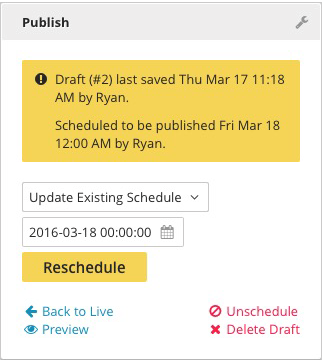 Publish
Draft (#2) last saved Thu Mar 17 11:18
AM by Ryan.
Scheduled to be published Fri Mar 18
12:00 AM by Ryan.
Update Existing Schedule
2016-03-18 00:00:00
Reschedule
Back to Live
Unschedule
Preview
Delete Draft